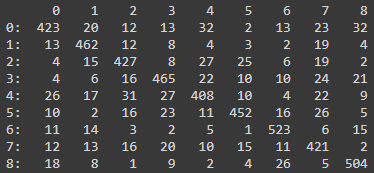 0 1 2 3 4 5 6 7 8
0: 423 20 12 13 32 2 13 23 32
1: 13 462 12 8 4 3 2 19 4
2: 4 15 427 8 27 25 6 19 2
3: 4 6 16 465 22 10 10 24 21
4: 26 17 31 27 408 10 4 22 9
5: 10 2 16 23 11 452 16 26 5
6: 11 14 3 2 5 1 523 6 15
7: 12 13 16 20 10 15 11 421 2
8: 18 8 1 9 2 4 26 5 504